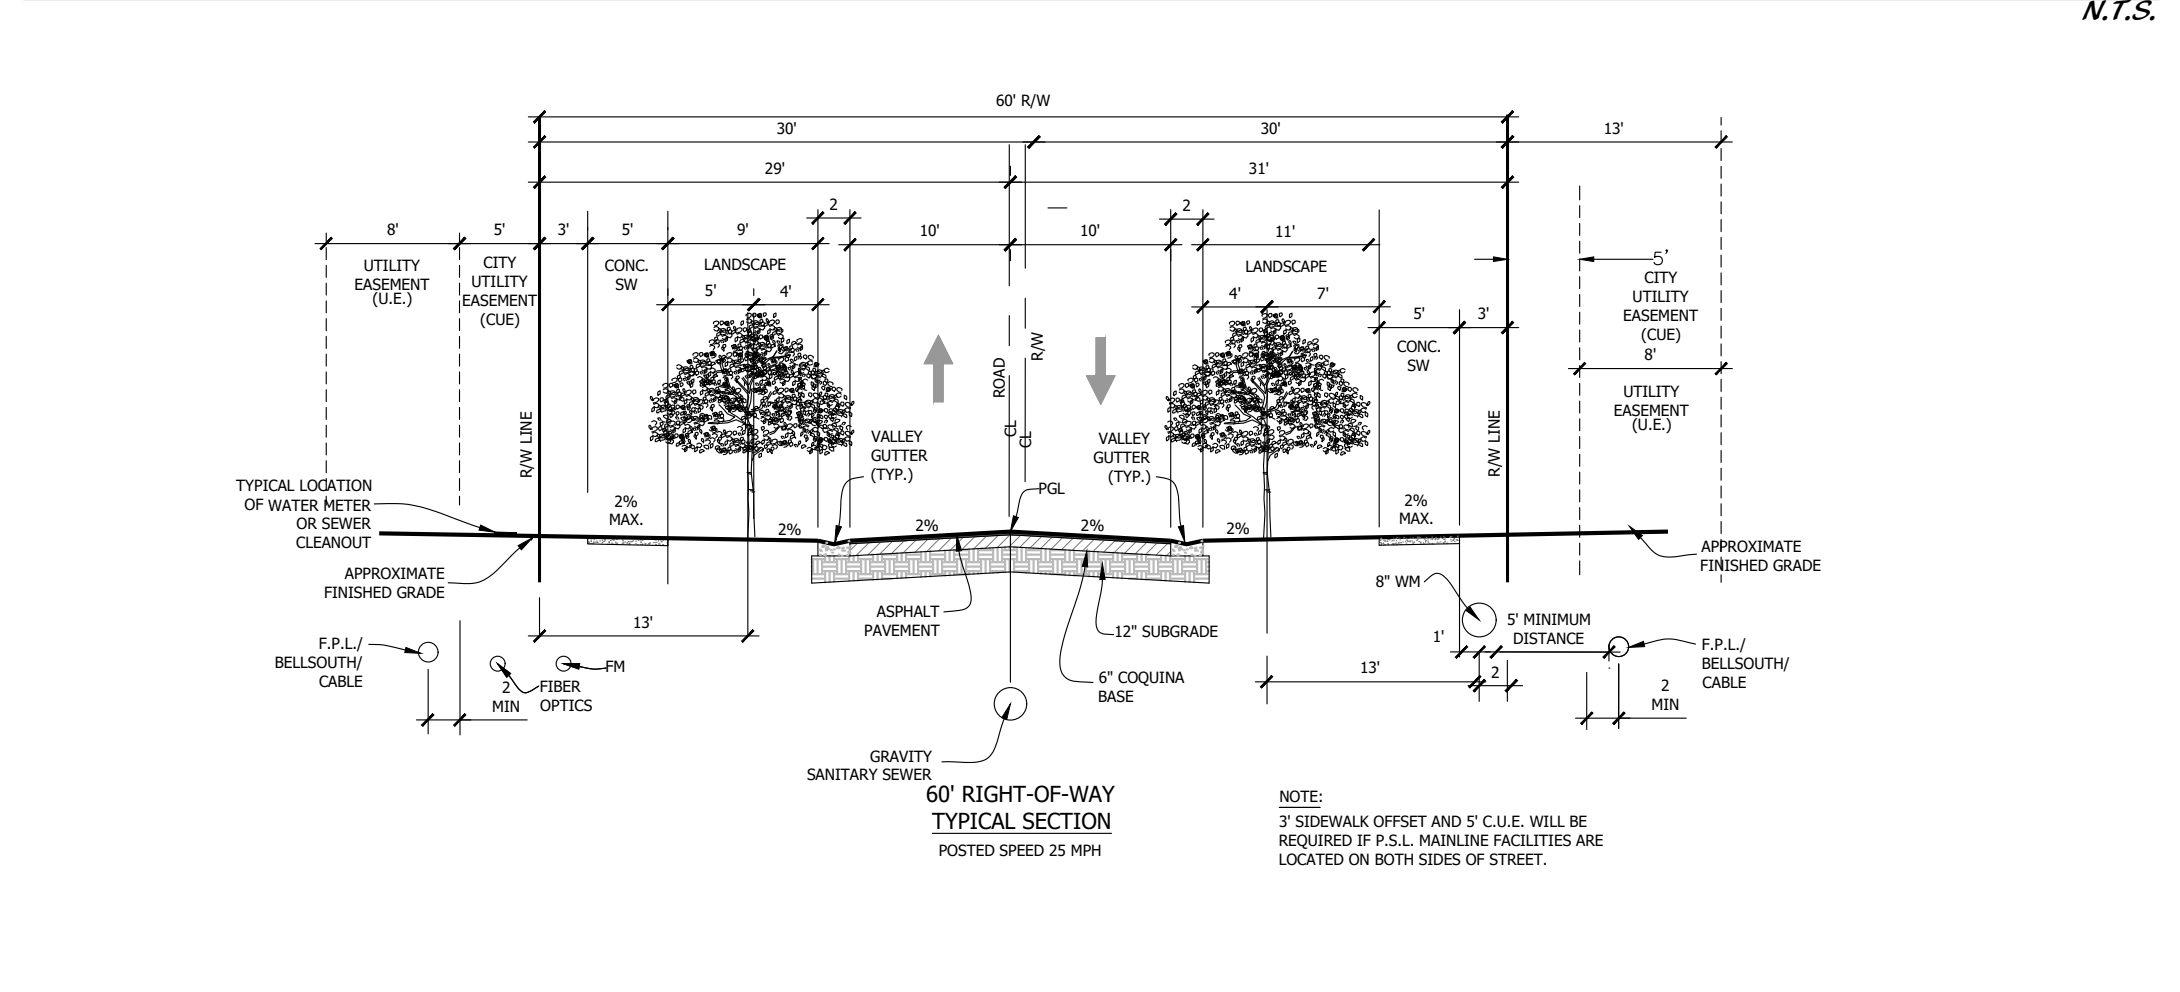 N.T.S.
60' R/W
30'
30'
13'
29'
31'
2
2
8'
5'
3'
5'
9'
10'
10'
11'
UTILITY
EASEMENT
(U.E.)
CITY
UTILITY
EASEMENT
(CUE)
CONC.
SW
LANDSCAPE
5'
4'
LANDSCAPE
4'
7'
5'
3'
CONC.
SW
5'
CITY
UTILITY
EASEMENT
(CUE)
8'
UTILITY
EASEMENT
(U.E.)
R/W LINE
ROAD
CL
R/W
CL
R/W LINE
VALLEY
GUTTER
(TYP.)
VALLEY
GUTTER
(TYP.)
TYPICAL LOCATION
OF WATER METER
OR SEWER
CLEANOUT
2%
MAX.
2%
2%
PGL
2%
2%
2%
MAX.
APPROXIMATE
FINISHED GRADE
APPROXIMATE
FINISHED GRADE
8" WM
13'
ASPHALT
PAVEMENT
12" SUBGRADE
6" COQUINA
BASE
1'
5' MINIMUM
DISTANCE
13'
2
F.P.L./
BELLSOUTH/
CABLE
2
MIN
FIBER
OPTICS
FM
F.P.L./
BELLSOUTH/
CABLE
2
MIN
GRAVITY
SANITARY SEWER
60' RIGHT-OF-WAY
TYPICAL SECTION
POSTED SPEED 25 MPH
NOTE:
3' SIDEWALK OFFSET AND 5' C.U.E. WILL BE
REQUIRED IF P.S.L. MAINLINE FACILITIES ARE
LOCATED ON BOTH SIDES OF STREET.